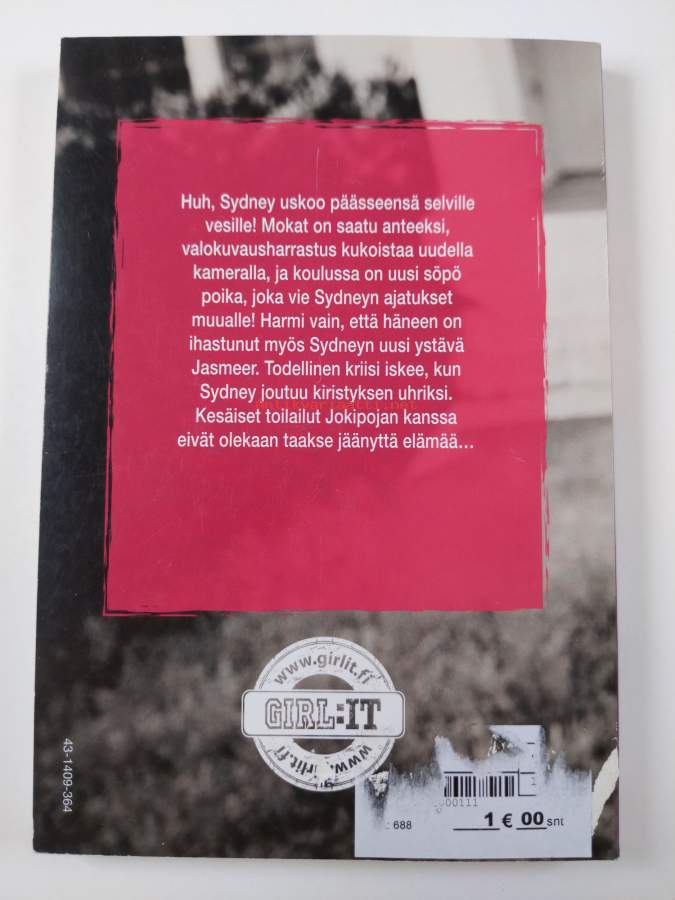 Huh, Sydney uskoo päässeensä selville
vesille! Mokat on saatu anteeksi,
valokuvausharrastus kukoistaa uudella
kameralla, ja koulussa on uusi söpö
poika, joka vie Sydneyn ajatukset
muualle! Harmi vain, että häneen on
ihastunut myös Sydneyn uusi ystävä
Jasmeer. Todellinen kriisi iskee, kun
Sydney joutuu kiristyksen uhriksi.
Kesäiset toilailut Jokipojan kanssa
eivät olekaan taakse jäänyttä elämää...
www.girlit.fi
GIRL:IT
43-1409-364
688
1 € 00 snt